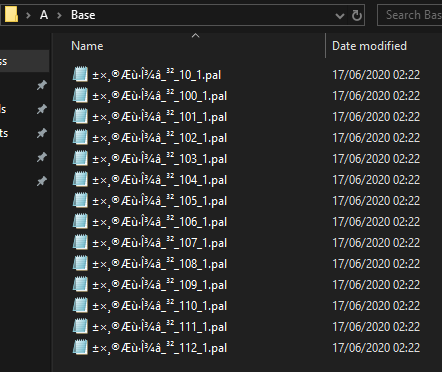 A > Base
Search Bas
Name
Date modified
ss
ls
ts
±×¸®Æù·Î¾â_³²_10_1.pal 17/06/2020 02:22
±×¸®Æù·Î¾â_³²_100_1.pal 17/06/2020 02:22
±×¸®Æù·Î¾â_³²_101_1.pal 17/06/2020 02:22
±×¸®Æù·Î¾â_³²_102_1.pal 17/06/2020 02:22
±×¸®Æù·Î¾â_³²_103_1.pal 17/06/2020 02:22
±×¸®Æù·Î¾â_³²_104_1.pal 17/06/2020 02:22
±×¸®Æù·Î¾â_³²_105_1.pal 17/06/2020 02:22
±×¸®Æù·Î¾â_³²_106_1.pal 17/06/2020 02:22
±×¸®Æù·Î¾â_³²_107_1.pal 17/06/2020 02:22
±×¸®Æù·Î¾â_³²_108_1.pal 17/06/2020 02:22
±×¸®Æù·Î¾â_³²_109_1.pal 17/06/2020 02:22
±×¸®Æù·Î¾â_³²_110_1.pal 17/06/2020 02:22
±×¸®Æù·Î¾â_³²_111_1.pal 17/06/2020 02:22
±×¸®Æù·Î¾â_³²_112_1.pal 17/06/2020 02:22